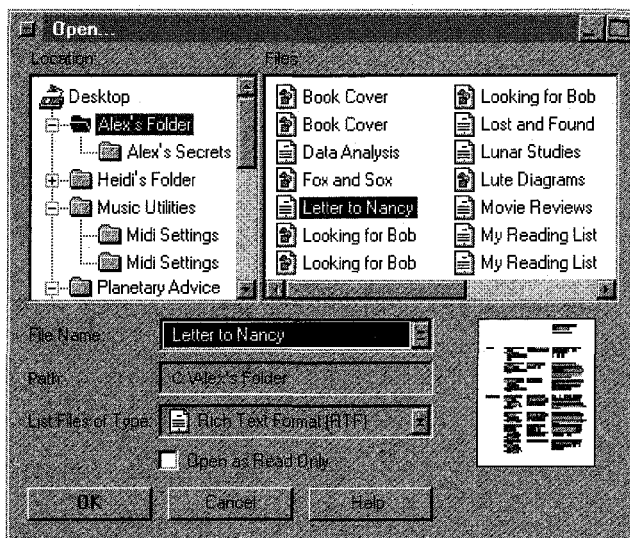 Open...
Location:
Files:
Desktop
Alex's Folder
Alex's Secrets
Heidi's Folder
Music Utilities
Midi Settings
Midi Settings
Planetary Advice
Book Cover
Book Cover
Data Analysis
Fox and Sox
Letter to Nancy
Looking for Bob
Looking for Bob
Looking for Bob
Lost and Found
Lunar Studies
Lute Diagrams
Movie Reviews
My Reading List
My Reading List
File Name:
Letter to Nancy
Path:
C:\Alex's Folder
List Files of Type:
Rich Text Format (RTF)
Open as Read Only
OK
Cancel
Help